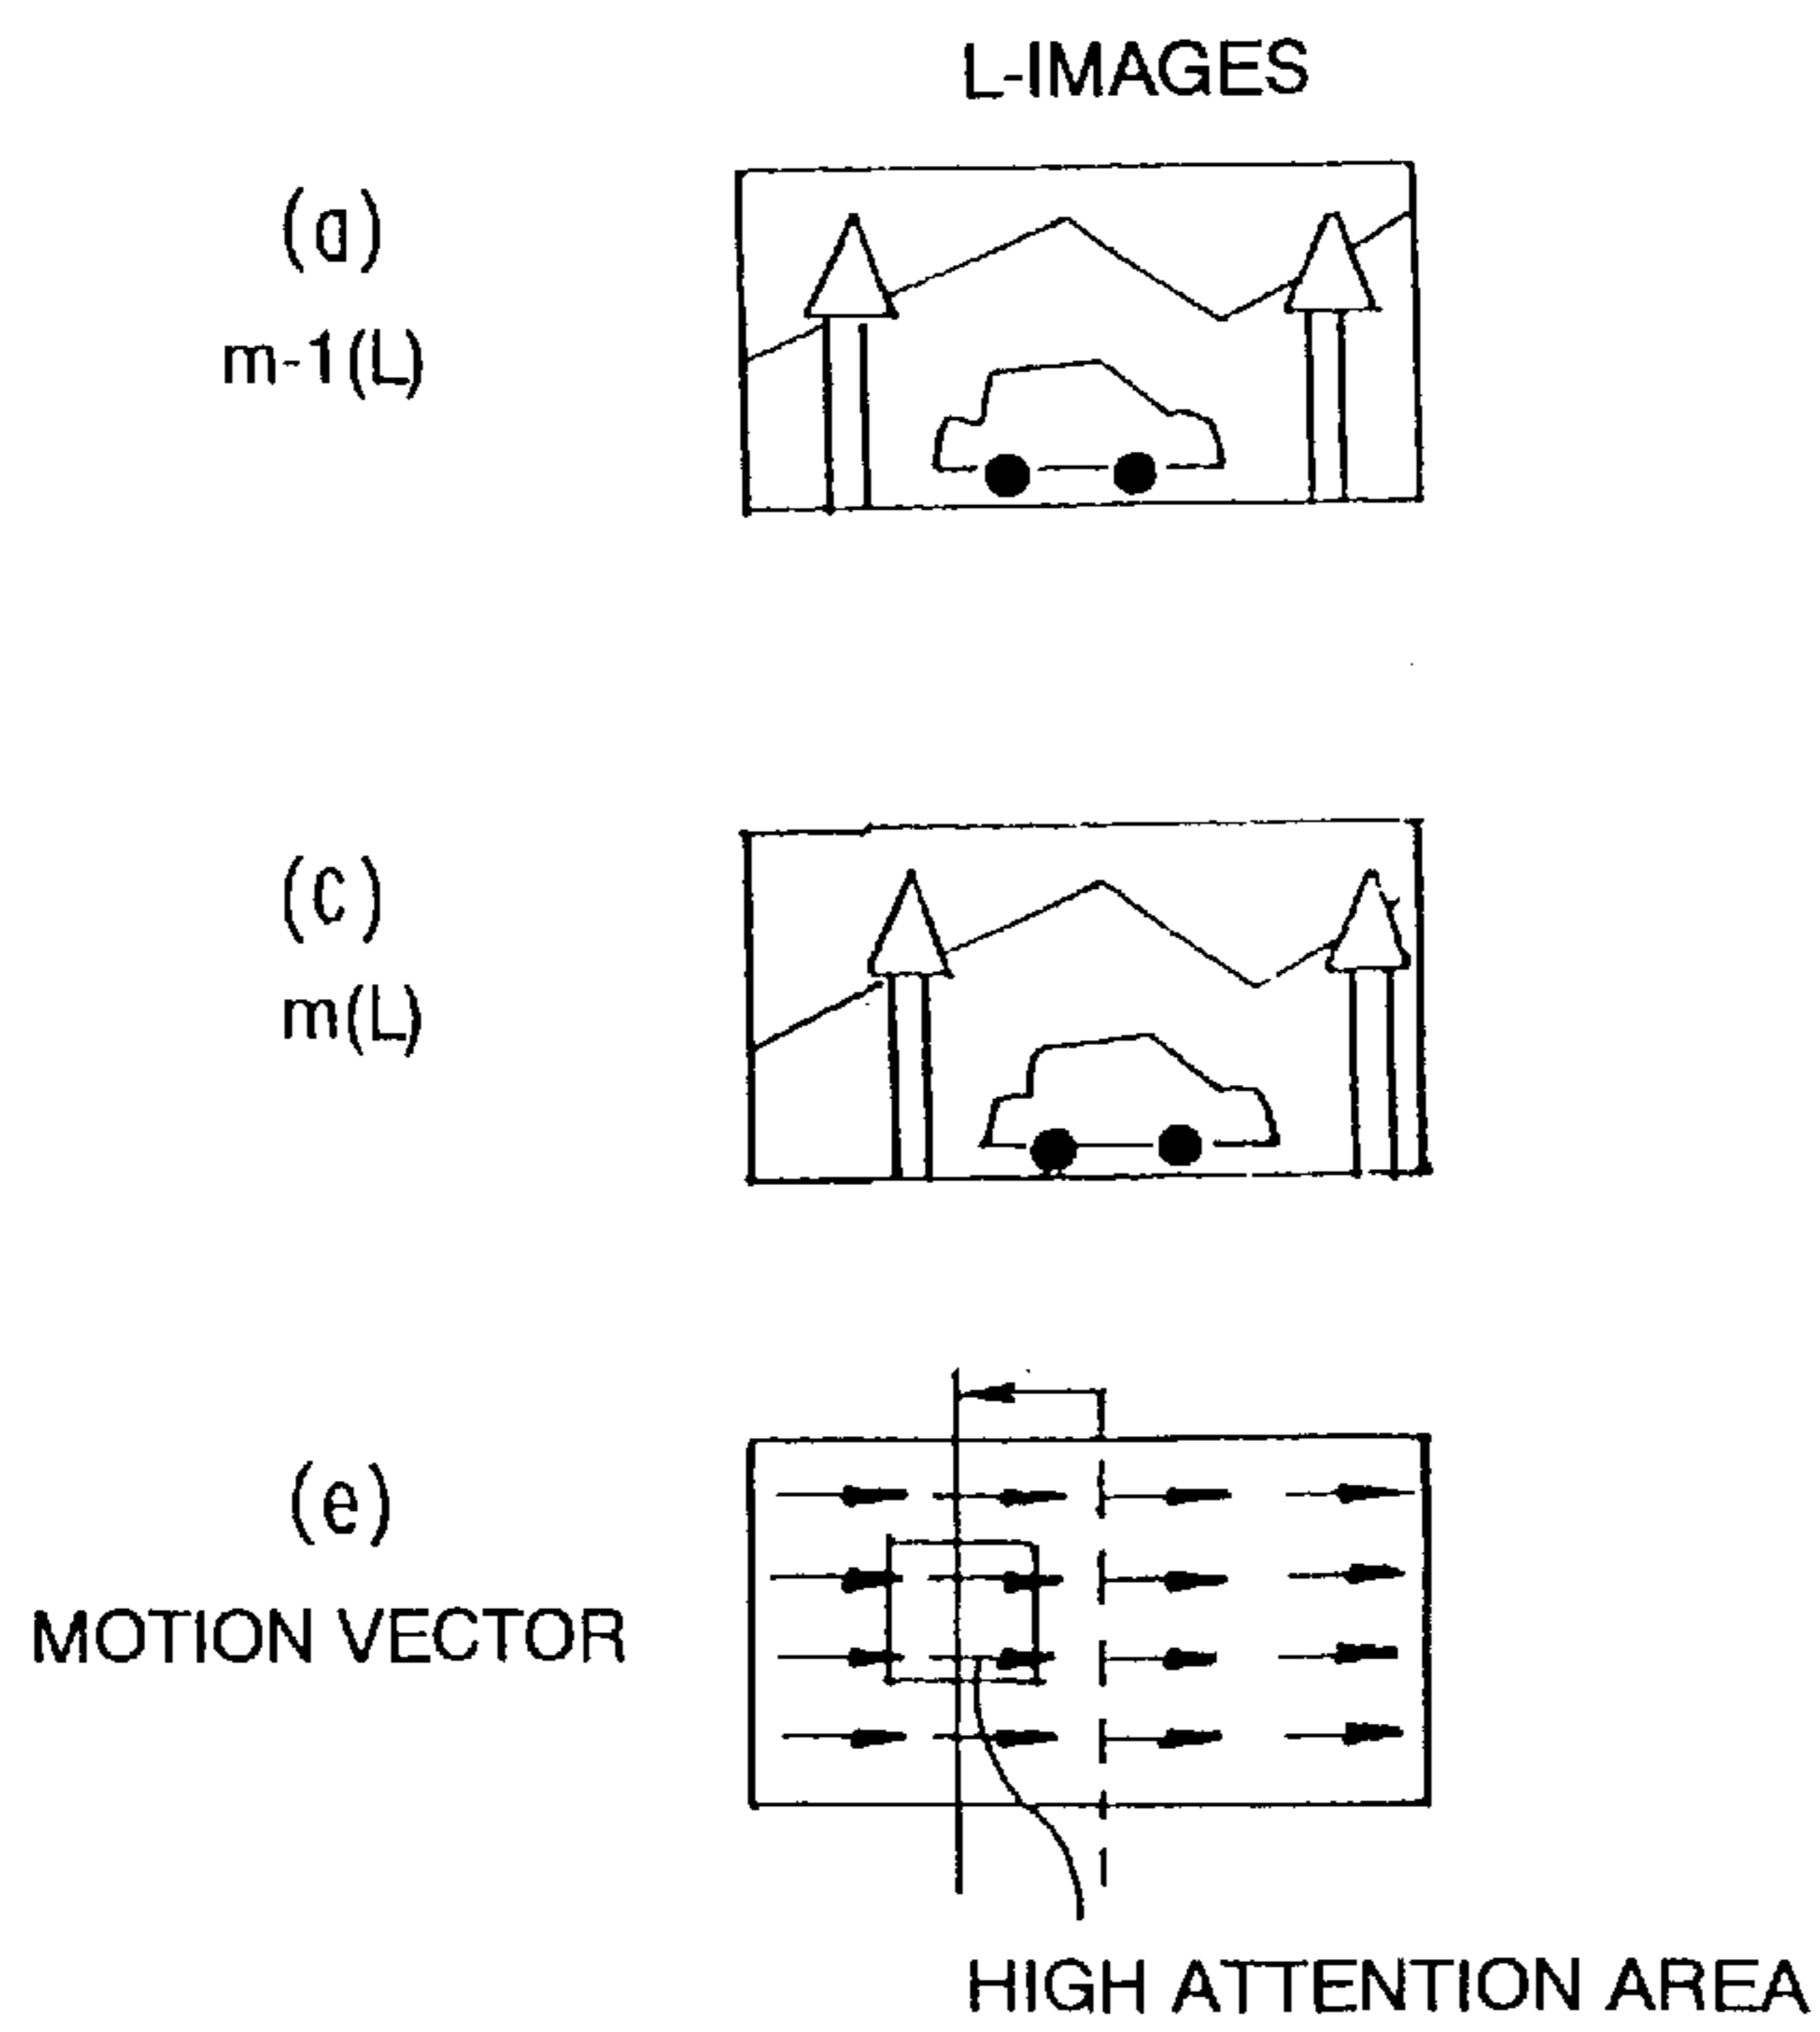 L-IMAGES
(a)
m-1(L)
(c)
m(L)
(e)
MOTION VECTOR
HIGH ATTENTION AREA